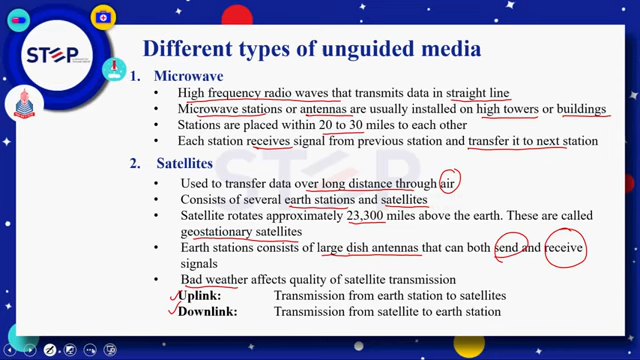 STEP
Different types of unguided media
1. Microwave
• High frequency radio waves that transmits data in straight line
• Microwave stations or antennas are usually installed on high towers or buildings
• Stations are placed within 20 to 30 miles to each other
• Each station receives signal from previous station and transfer it to next station
2. Satellites
• Used to transfer data over long distance through air
• Consists of several earth stations and satellites
• Satellite rotates approximately 23,300 miles above the earth. These are called
geostationary satellites
• Earth stations consists of large dish antennas that can both send and receive
signals
• Bad weather affects quality of satellite transmission
• Uplink: Transmission from earth station to satellites
• Downlink: Transmission from satellite to earth station